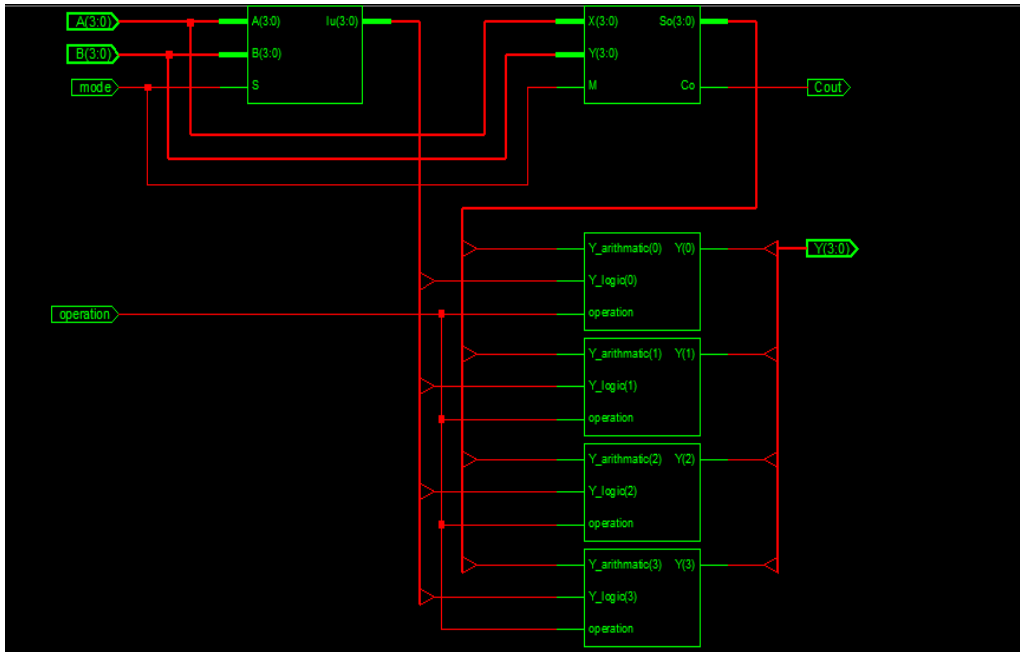 A(3:0) A(3:0) Iu(3:0) X(3:0) So(3:0)
B(3:0) B(3:0) Y(3:0)
mode S M Co Cout
Y_arithmatic(0) Y(0) Y(3:0)
Y_logic(0)
operation operation
Y_arithmatic(1) Y(1)
Y_logic(1)
operation
Y_arithmatic(2) Y(2)
Y_logic(2)
operation
Y_arithmatic(3) Y(3)
Y_logic(3)
operation